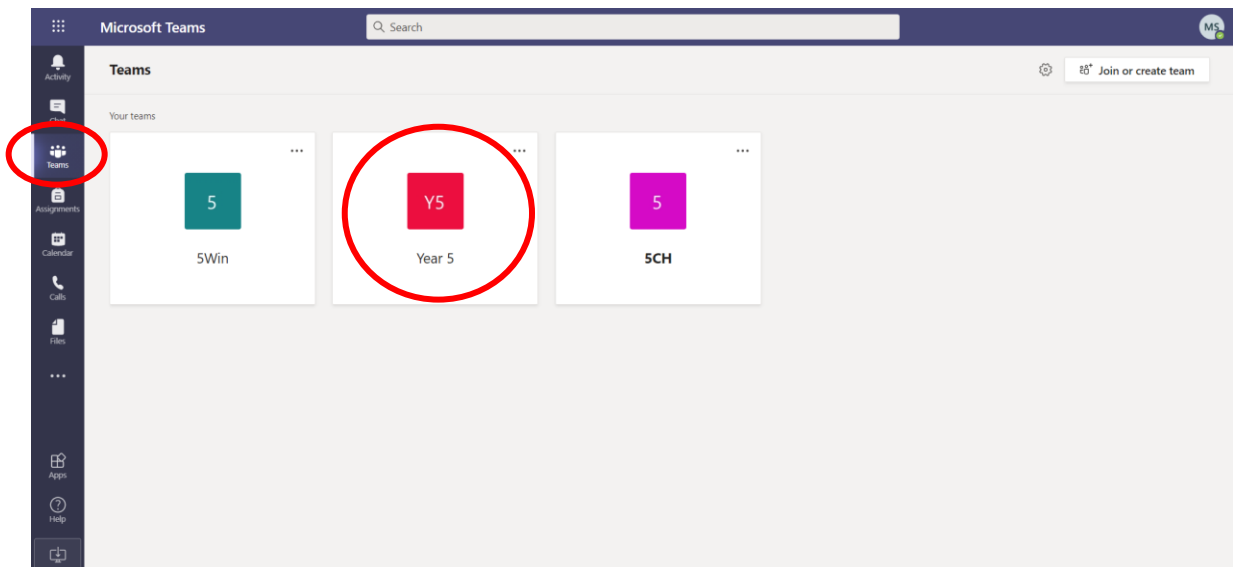 Microsoft Teams
Search
MS
Activity
Chat
Teams
Assignments
Calendar
Calls
Files
Apps
Help
Teams
Join or create team
Your teams
5
5Win
Y5
Year 5
5
5CH